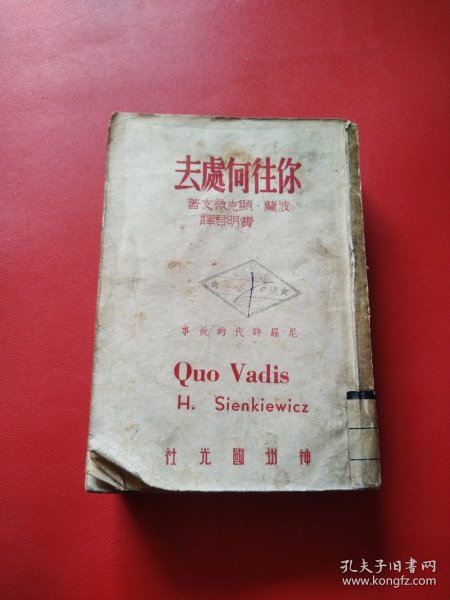 你往何處去
波蘭·顯克微支著
費明君譯
尼羅時代的故事
Quo Vadis
H. Sienkiewicz
神州國光社
孔夫子旧书网
www.kongfz.com